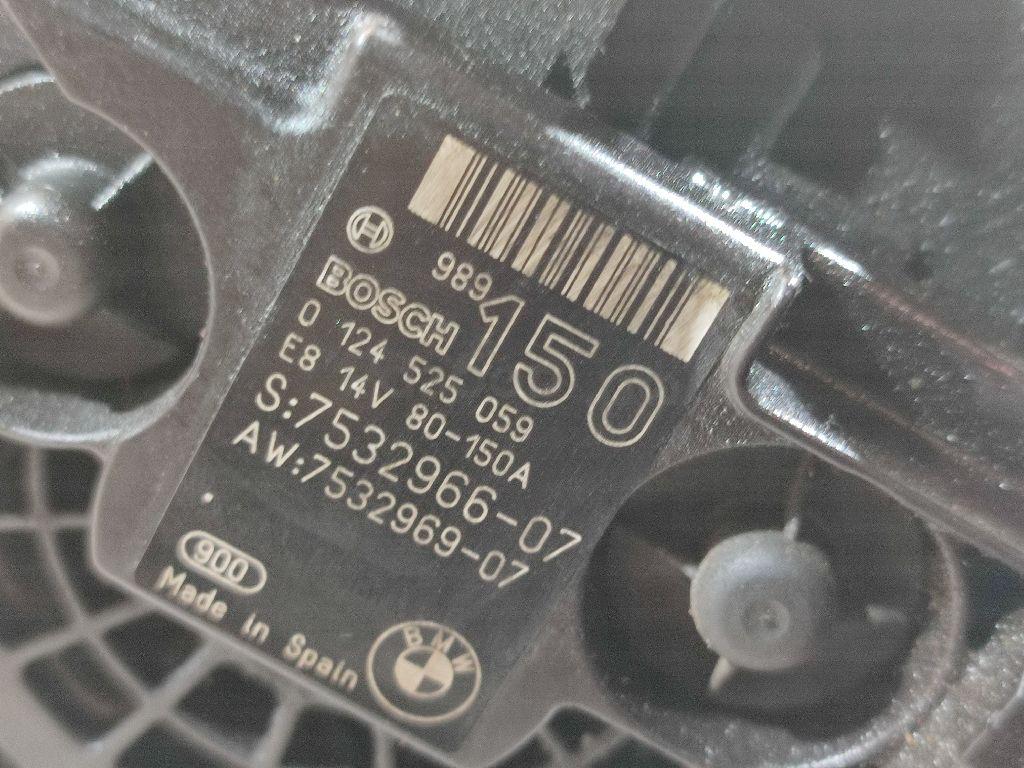 989
150
BOSCH
0 124 525 059
E8 14V 80-150A
S:7532966-07
AW:7532969-07
900
Made in Spain
BMW